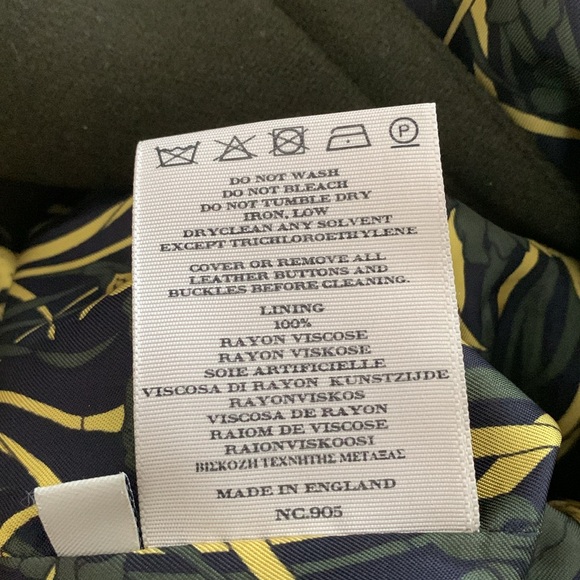 P
DO NOT WASH
DO NOT BLEACH
DO NOT TUMBLE DRY
IRON, LOW
DRYCLEAN ANY SOLVENT
EXCEPT TRICHLOROETHYLENE
COVER OR REMOVE ALL
LEATHER BUTTONS AND
BUCKLES BEFORE CLEANING.
LINING
100%
RAYON VISCOSE
RAYON VISKOSE
SOIE ARTIFICIELLE
VISCOSA DI RAYON KUNSTZIJDE
RAYONVISKOS
VISCOSA DE RAYON
RAIOM DE VISCOSE
RAIONVISKOOSI
ΒΙΣΚΟΖΗ ΤΕΧΝΗΤΗΣ ΜΕΤΑΞΑΣ
MADE IN ENGLAND
NC.905